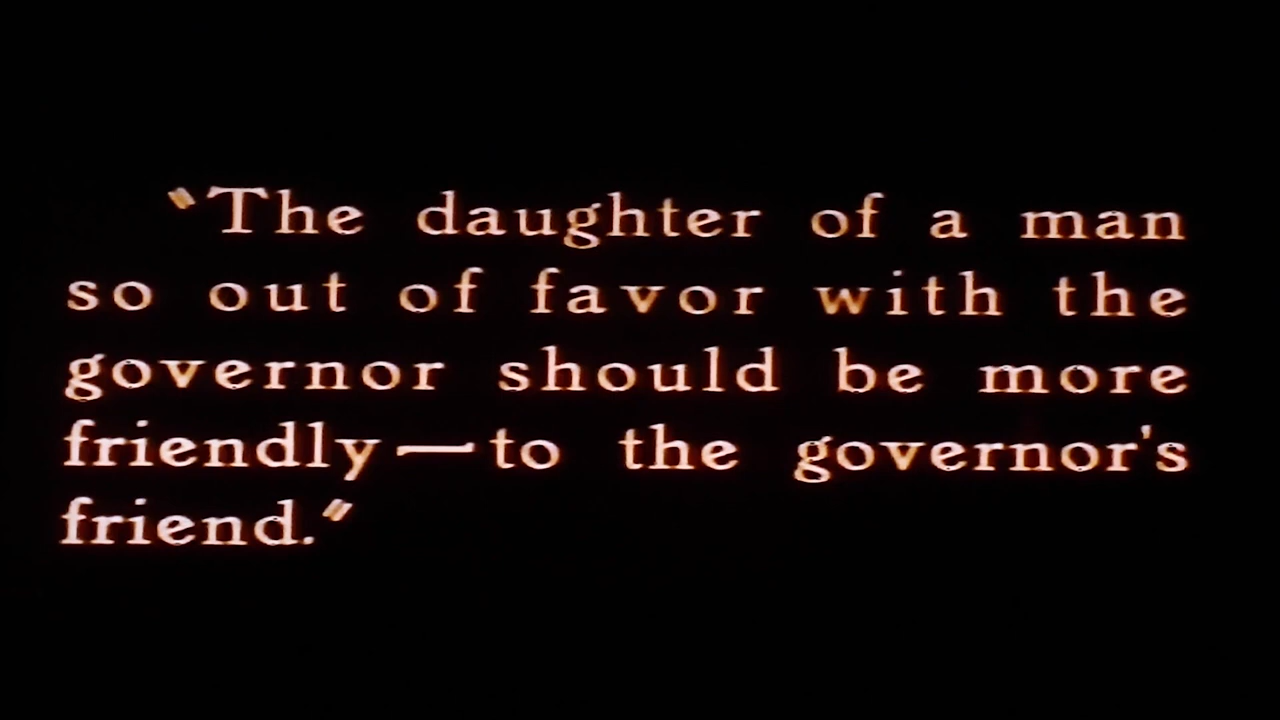 "The daughter of a man
so out of favor with the
governor should be more
friendly—to the governor's
friend."